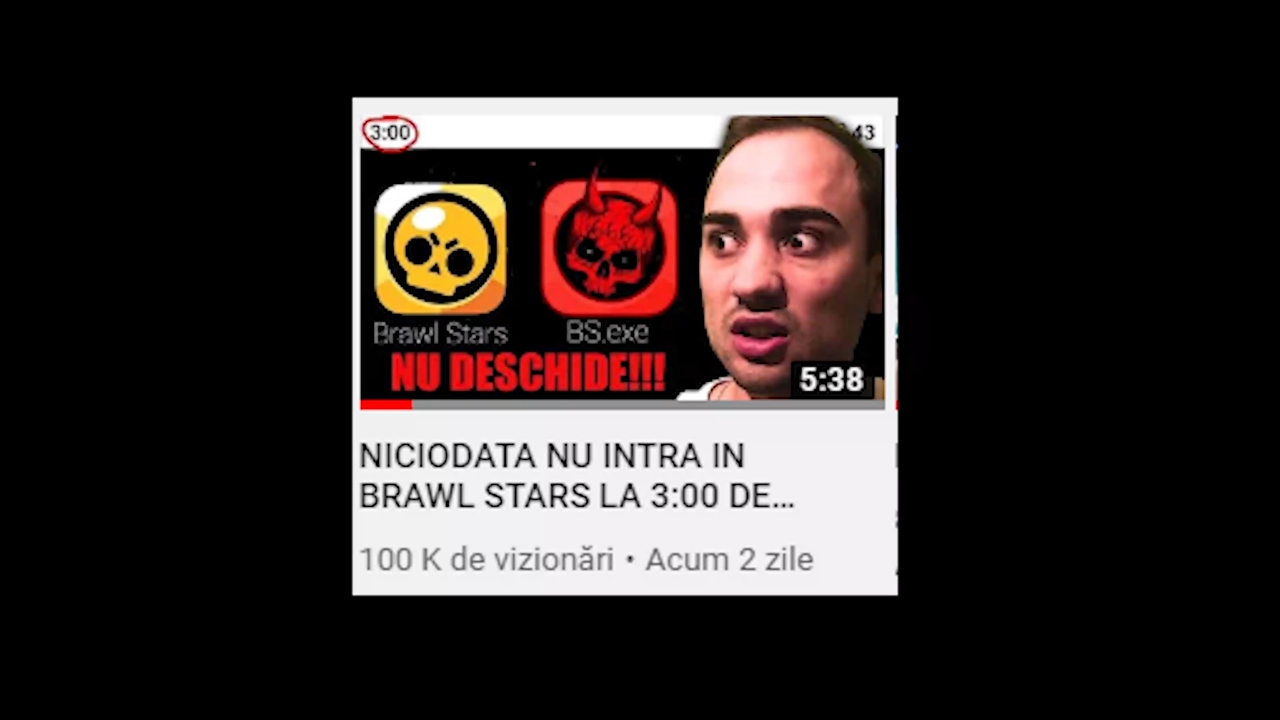 3:00
43
Brawl Stars
BS.exe
NU DESCHIDE!!!
5:38
NICIODATA NU INTRA IN
BRAWL STARS LA 3:00 DE...
100 K de vizionări • Acum 2 zile